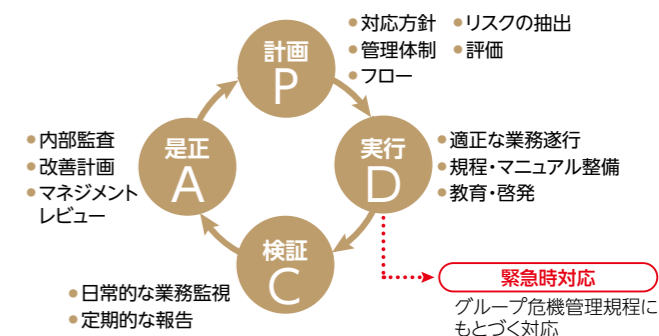 計画
P
●対応方針 ●リスクの抽出
●管理体制 ●評価
●フロー
実行
D
●適正な業務遂行
●規程・マニュアル整備
●教育・啓発
緊急時対応
グループ危機管理規程に
もとづく対応
検証
C
●日常的な業務監視
●定期的な報告
是正
A
●内部監査
●改善計画
●マネジメント
レビュー